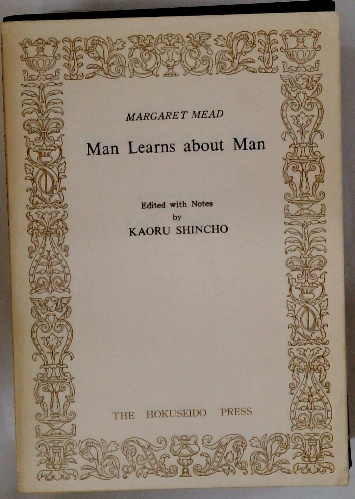 MARGARET MEAD
Man Learns about Man
Edited with Notes
by
KAORU SHINCHO
THE HOKUSEIDO PRESS